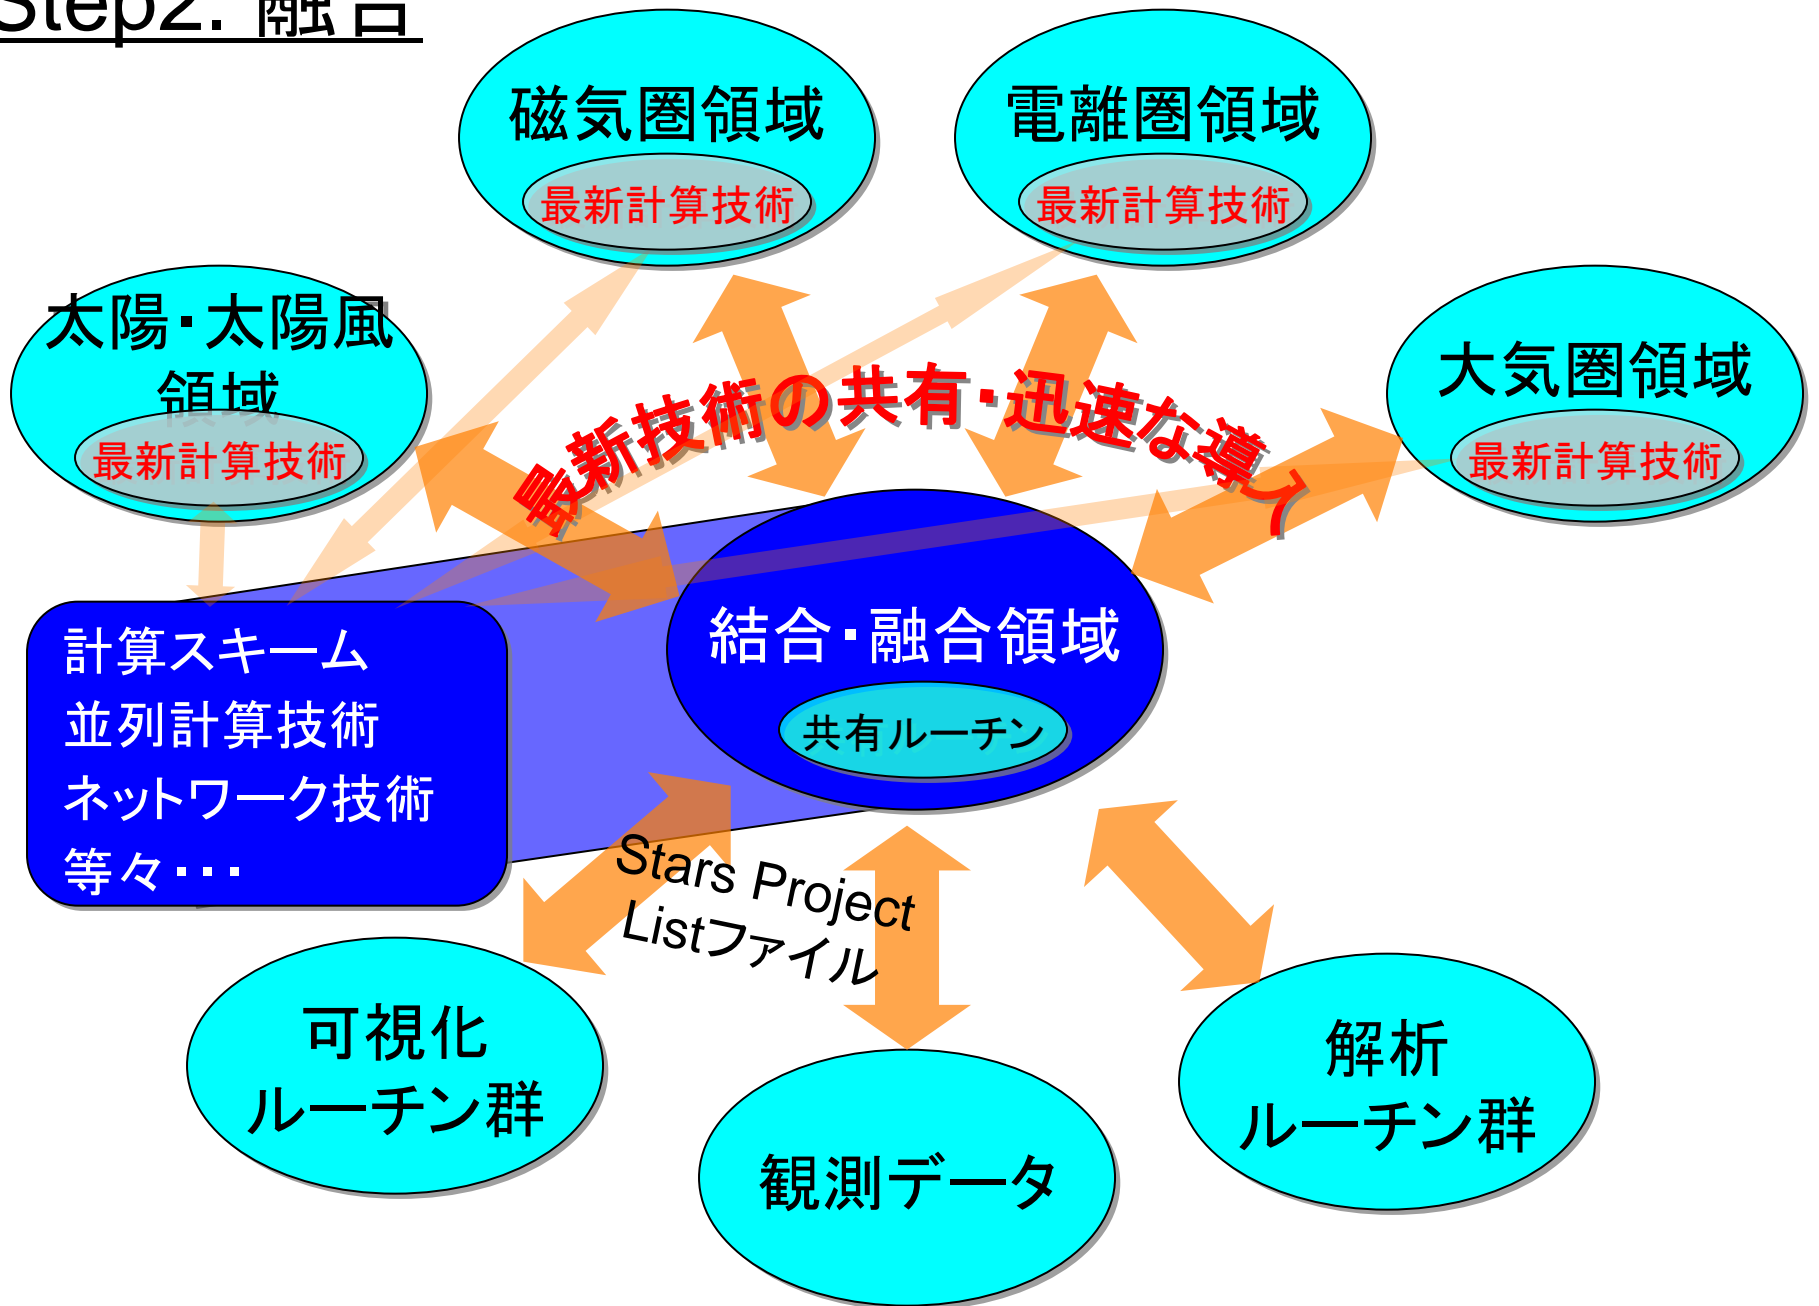 Step2. 融合
磁気圏領域
最新計算技術
電離圏領域
最新計算技術
太陽・太陽風
領域
最新計算技術
大気圏領域
最新計算技術
最新技術の共有・迅速な導入
結合・融合領域
共有ルーチン
計算スキーム
並列計算技術
ネットワーク技術
等々・・・
Stars Project
Listファイル
可視化
ルーチン群
観測データ
解析
ルーチン群